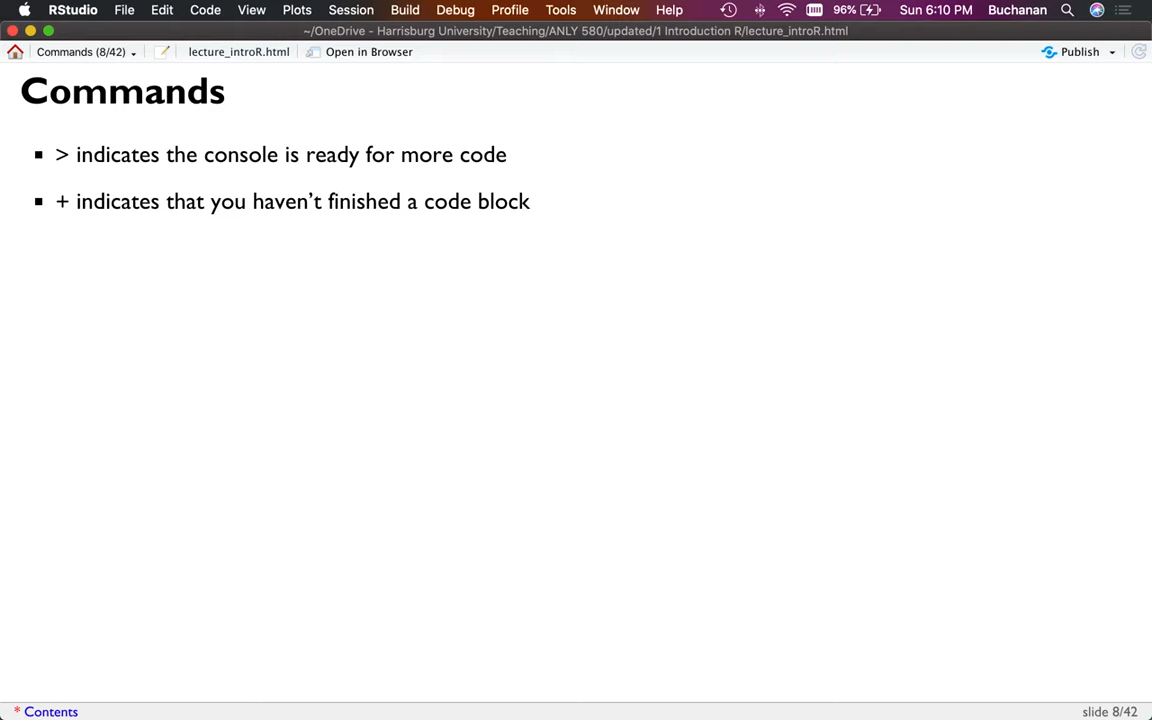 RStudio File Edit Code View Plots Session Build Debug Profile Tools Window Help 96% Sun 6:10 PM Buchanan
~/OneDrive - Harrisburg University/Teaching/ANLY 580/updated/1 Introduction R/lecture_introR.html
Commands (8/42) lecture_introR.html Open in Browser Publish
Commands
> indicates the console is ready for more code
+ indicates that you haven’t finished a code block
* Contents slide 8/42